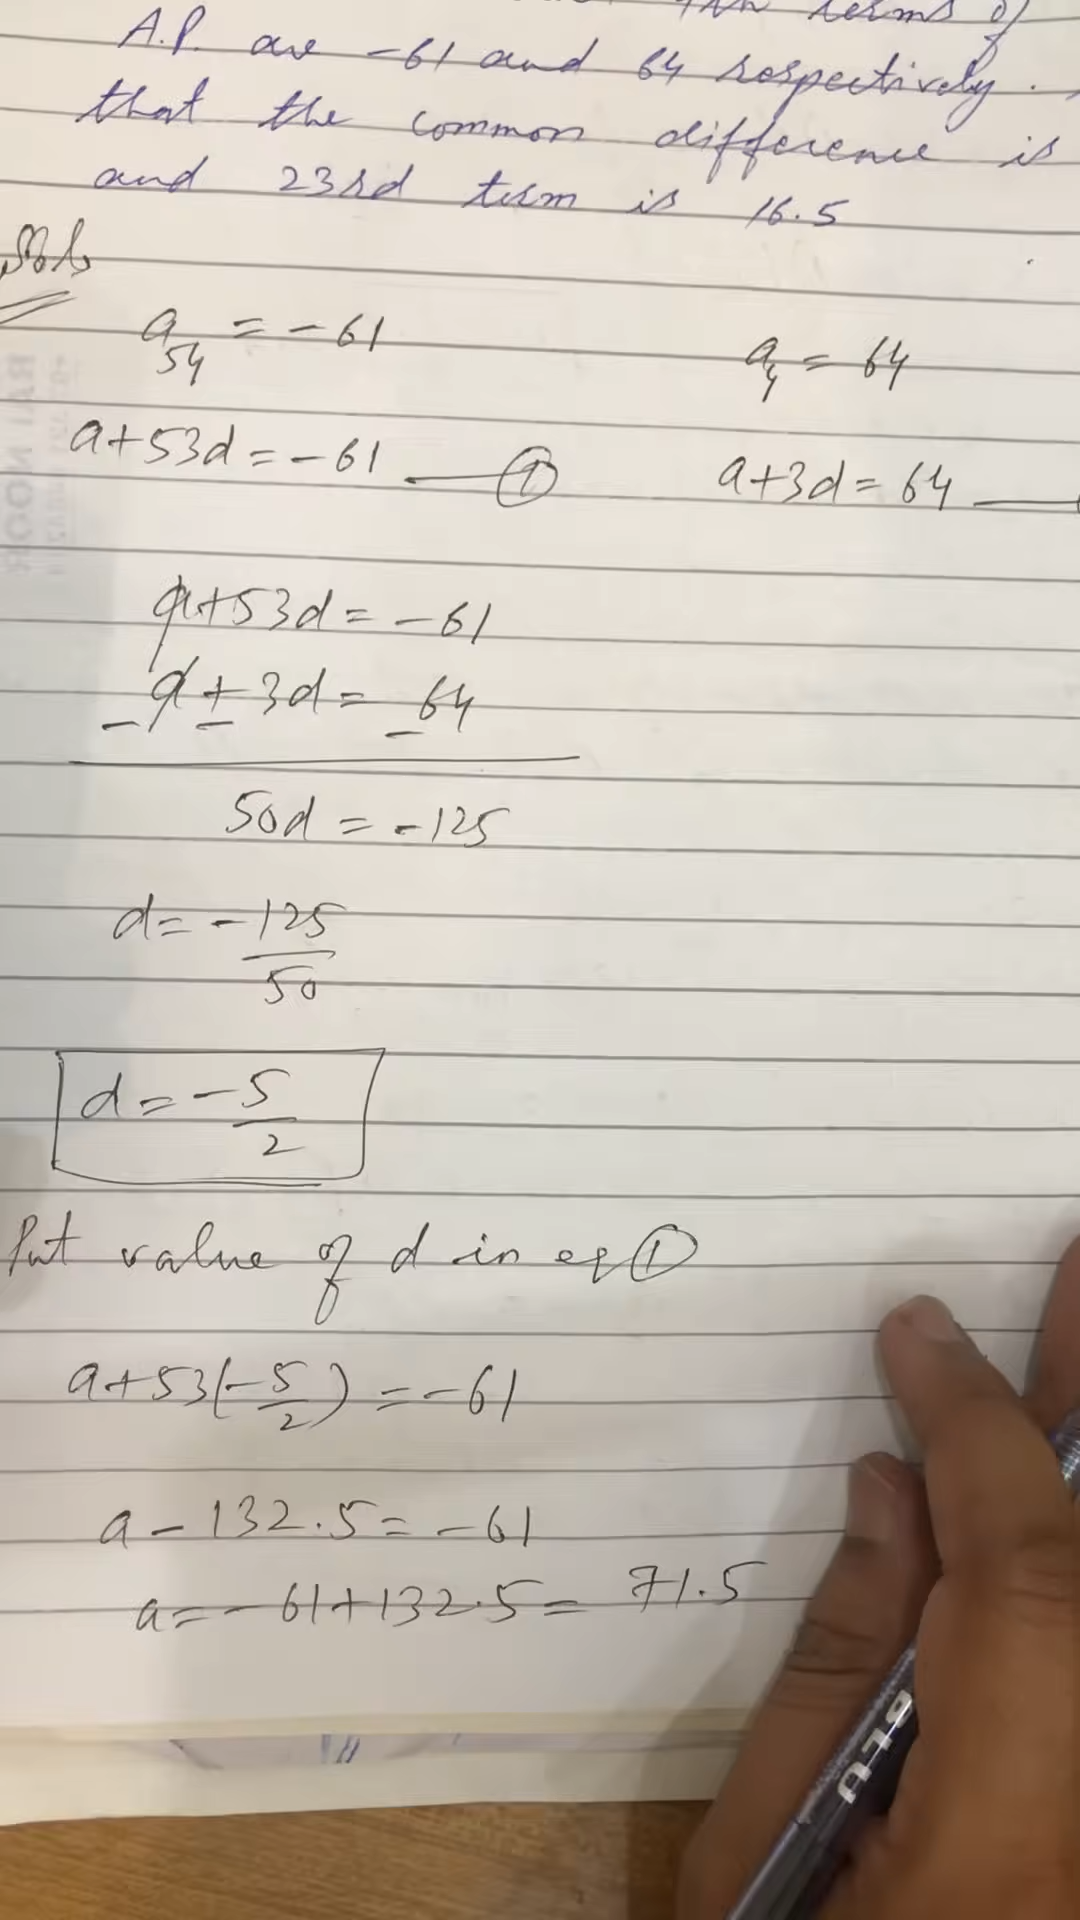 terms of
A.P. are -61 and 64 respectively.
that the common difference is
and 23rd term is 16.5
Sol
a₅₄ = -61 a₄ = 64
a+53d = -61 — ① a+3d = 64 —
a+53d = -61
a + 3d = 64
- - -
50d = -125
d = -125/50
d = -5/2
Put value of d in eq ①
a+53(-5/2) = -61
a - 132.5 = -61
a = -61+132.5 = 71.5